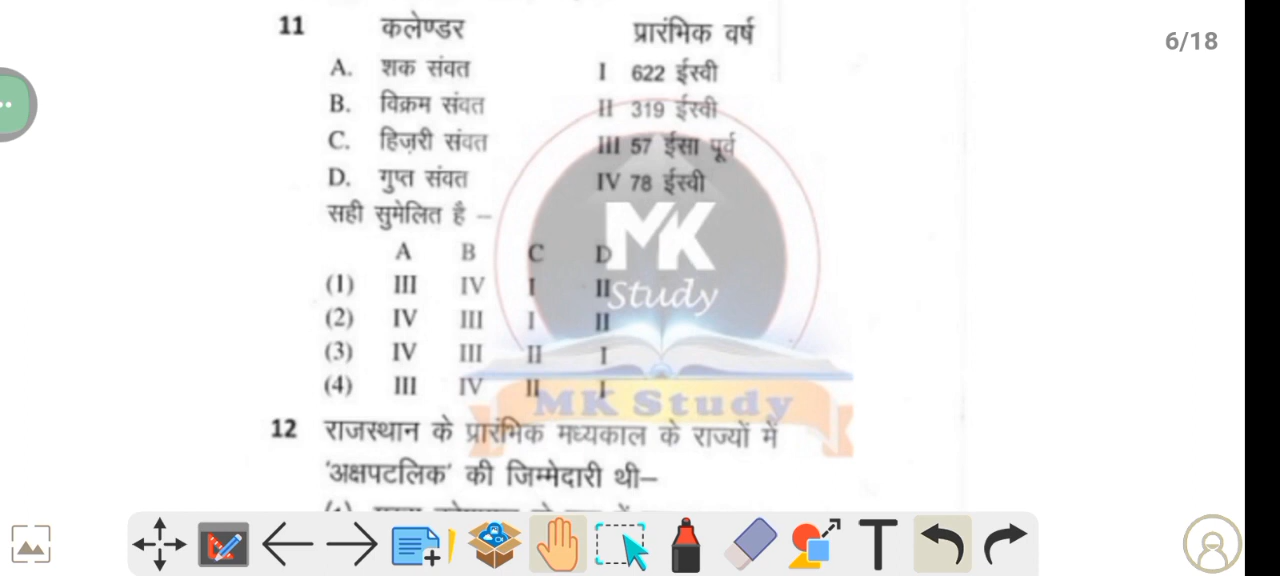 6/18
11 कलेण्डर प्रारंभिक वर्ष
A. शक संवत I 622 ईस्वी
B. विक्रम संवत II 319 ईस्वी
C. हिज़री संवत III 57 ईसा पूर्व
D. गुप्त संवत IV 78 ईस्वी
सही सुमेलित है –
A B C D
(1) III IV I II
(2) IV III I II
(3) IV III II I
(4) III IV II I
MK
Study
MK Study
12 राजस्थान के प्रारंभिक मध्यकाल के राज्यों में
'अक्षपटलिक' की जिम्मेदारी थी–
T